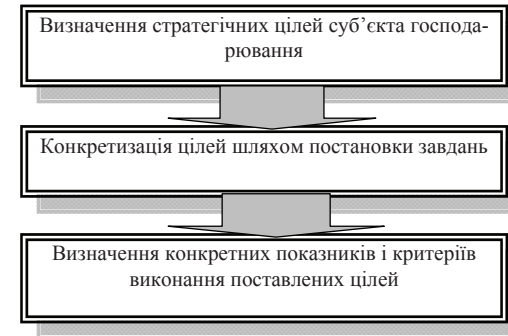 Визначення стратегічних цілей суб’єкта господа-
рювання
Конкретизація цілей шляхом постановки завдань
Визначення конкретних показників і критеріїв
виконання поставлених цілей